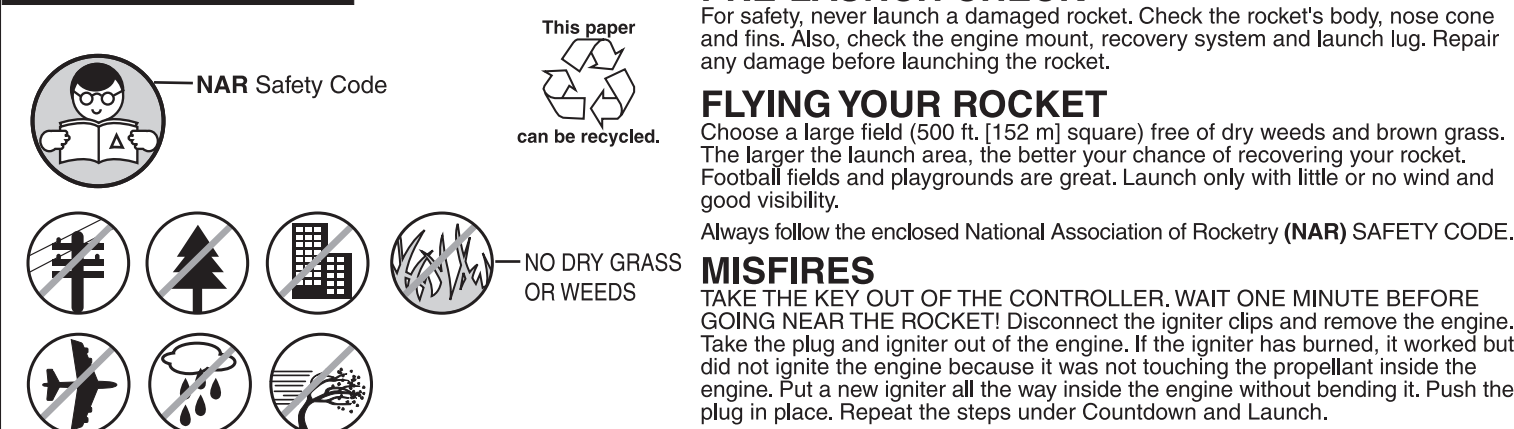 This paper
can be recycled.
NAR Safety Code
NO DRY GRASS
OR WEEDS
PRE-LAUNCH CHECK
For safety, never launch a damaged rocket. Check the rocket's body, nose cone
and fins. Also, check the engine mount, recovery system and launch lug. Repair
any damage before launching the rocket.
FLYING YOUR ROCKET
Choose a large field (500 ft. [152 m] square) free of dry weeds and brown grass.
The larger the launch area, the better your chance of recovering your rocket.
Football fields and playgrounds are great. Launch only with little or no wind and
good visibility.
Always follow the enclosed National Association of Rocketry (NAR) SAFETY CODE.
MISFIRES
TAKE THE KEY OUT OF THE CONTROLLER. WAIT ONE MINUTE BEFORE
GOING NEAR THE ROCKET! Disconnect the igniter clips and remove the engine.
Take the plug and igniter out of the engine. If the igniter has burned, it worked but
did not ignite the engine because it was not touching the propellant inside the
engine. Put a new igniter all the way inside the engine without bending it. Push the
plug in place. Repeat the steps under Countdown and Launch.